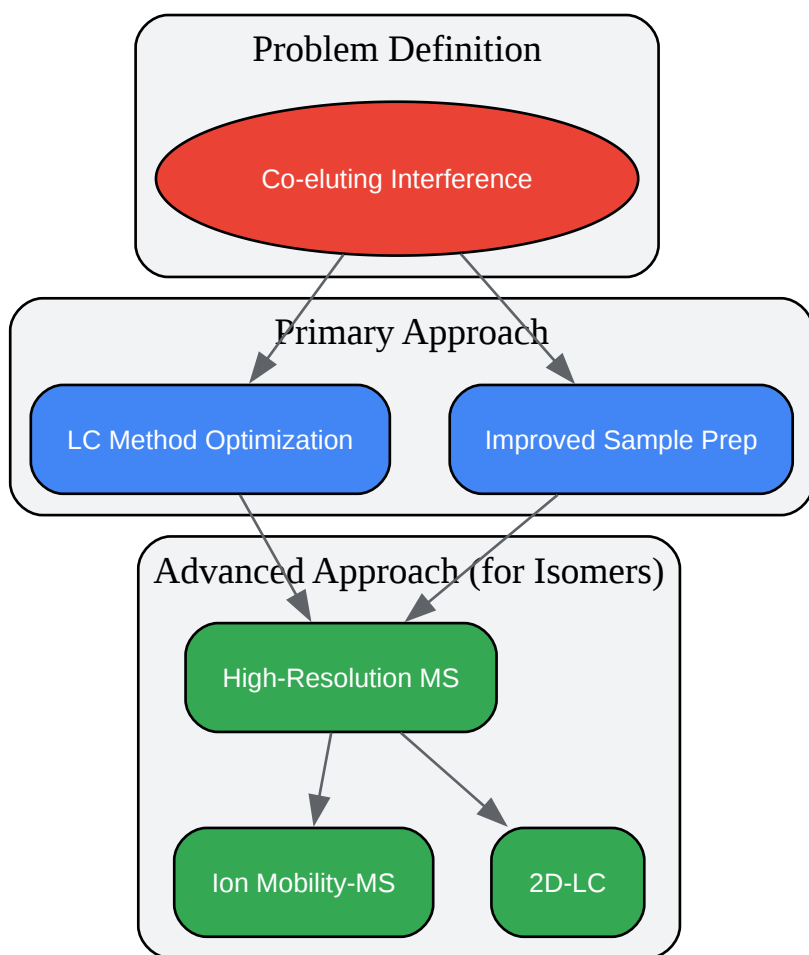 Problem Definition
Co-eluting Interference
Primary Approach
LC Method Optimization
Improved Sample Prep
Advanced Approach (for Isomers)
High-Resolution MS
Ion Mobility-MS
2D-LC